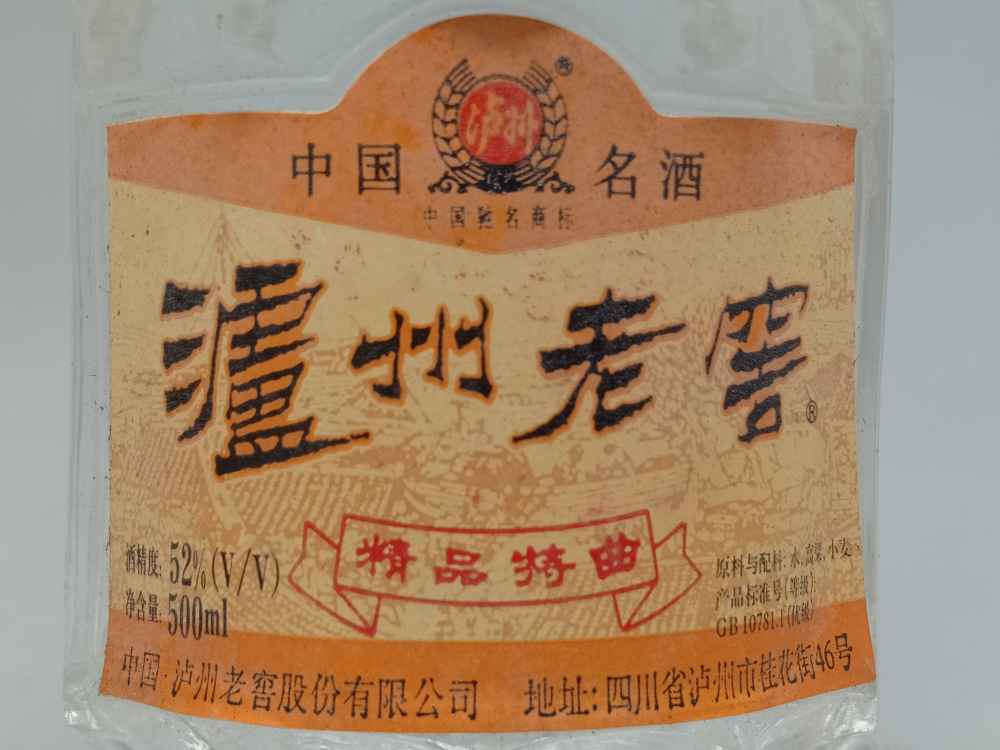 泸州
®
中国 名酒
中国驰名商标
泸州老窖®
精品特曲
酒精度: 52%(V/V)
净含量: 500ml
原料与配料: 水,高粱,小麦
产品标准号(等级):
GB 10781.1(优级)
中国·泸州老窖股份有限公司 地址:四川省泸州市桂花街46号